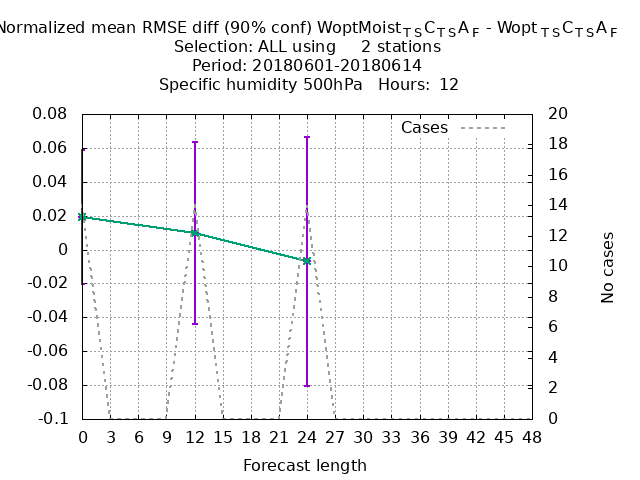 Normalized mean RMSE diff (90% conf) WoptMoist_TSC_TSA_F - Wopt_TSC_TSA_F
Selection: ALL using 2 stations
Period: 20180601-20180614
Specific humidity 500hPa Hours: 12
Cases
0.08
0.06
0.04
0.02
0
-0.02
-0.04
-0.06
-0.08
-0.1
20
18
16
14
12
10
8
6
4
2
0
No cases
0 3 6 9 12 15 18 21 24 27 30 33 36 39 42 45 48
Forecast length